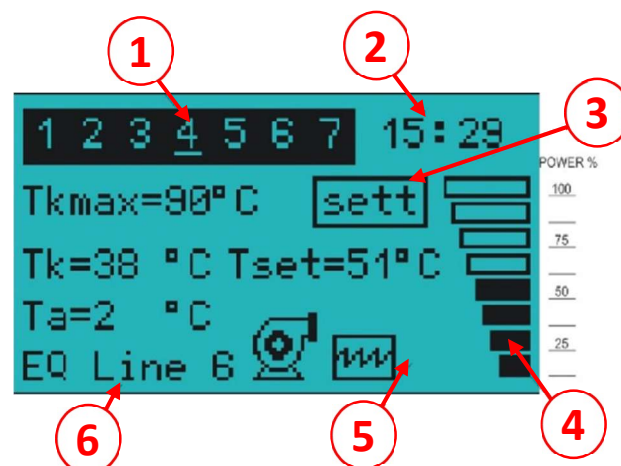 1 2
1 2 3 4 5 6 7 15:29
3
POWER %
Tkmax=90°C sett
100
75
Tk=38 °C Tset=51°C
50
Ta=2 °C
25
EQ Line 6
6 5 4